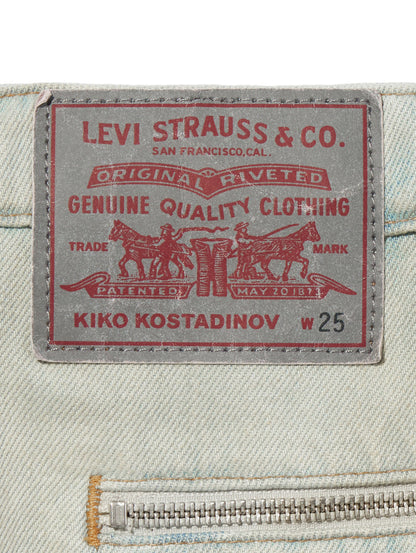 LEVI STRAUSS & CO.
SAN FRANCISCO, CAL.
ORIGINAL RIVETED
GENUINE QUALITY CLOTHING
TRADE MARK
PATENTED MAY 20 1873
KIKO KOSTADINOV W 25